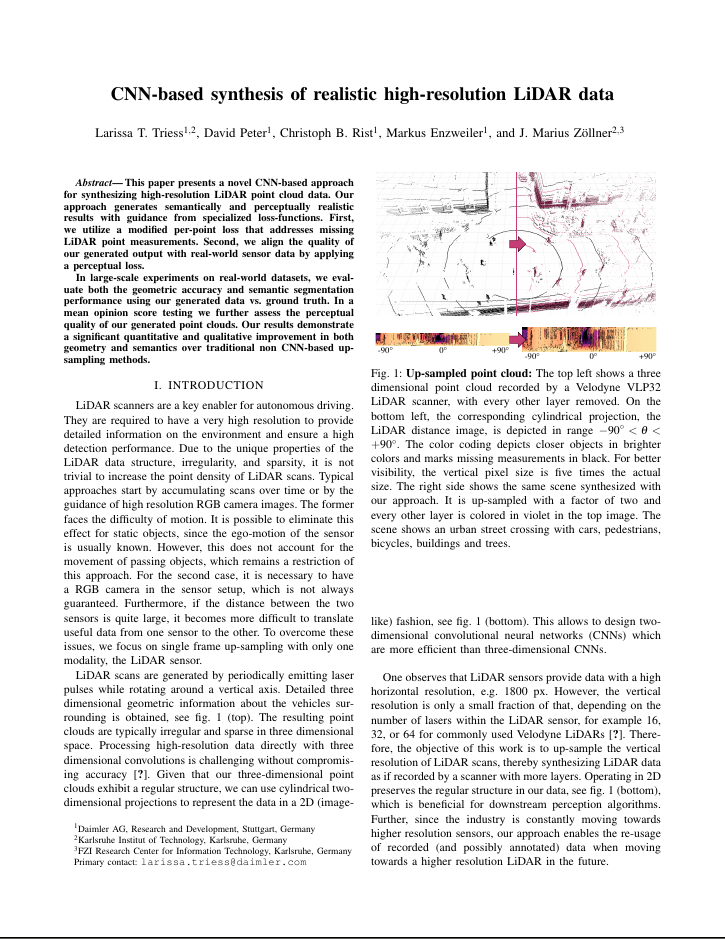 CNN-based synthesis of realistic high-resolution LiDAR data
Larissa T. Triess1,2, David Peter1, Christoph B. Rist1, Markus Enzweiler1, and J. Marius Zöllner2,3
Abstract— This paper presents a novel CNN-based approach
for synthesizing high-resolution LiDAR point cloud data. Our
approach generates semantically and perceptually realistic
results with guidance from specialized loss-functions. First,
we utilize a modified per-point loss that addresses missing
LiDAR point measurements. Second, we align the quality of
our generated output with real-world sensor data by applying
a perceptual loss.
In large-scale experiments on real-world datasets, we eval-
uate both the geometric accuracy and semantic segmentation
performance using our generated data vs. ground truth. In a
mean opinion score testing we further assess the perceptual
quality of our generated point clouds. Our results demonstrate
a significant quantitative and qualitative improvement in both
geometry and semantics over traditional non CNN-based up-
sampling methods.
I. INTRODUCTION
LiDAR scanners are a key enabler for autonomous driving.
They are required to have a very high resolution to provide
detailed information on the environment and ensure a high
detection performance. Due to the unique properties of the
LiDAR data structure, irregularity, and sparsity, it is not
trivial to increase the point density of LiDAR scans. Typical
approaches start by accumulating scans over time or by the
guidance of high resolution RGB camera images. The former
faces the difficulty of motion. It is possible to eliminate this
effect for static objects, since the ego-motion of the sensor
is usually known. However, this does not account for the
movement of passing objects, which remains a restriction of
this approach. For the second case, it is necessary to have
a RGB camera in the sensor setup, which is not always
guaranteed. Furthermore, if the distance between the two
sensors is quite large, it becomes more difficult to translate
useful data from one sensor to the other. To overcome these
issues, we focus on single frame up-sampling with only one
modality, the LiDAR sensor.
LiDAR scans are generated by periodically emitting laser
pulses while rotating around a vertical axis. Detailed three
dimensional geometric information about the vehicles sur-
rounding is obtained, see fig. 1 (top). The resulting point
clouds are typically irregular and sparse in three dimensional
space. Processing high-resolution data directly with three
dimensional convolutions is challenging without compromis-
ing accuracy [?]. Given that our three-dimensional point
clouds exhibit a regular structure, we can use cylindrical two-
dimensional projections to represent the data in a 2D (image-
1Daimler AG, Research and Development, Stuttgart, Germany
2Karlsruhe Institut of Technology, Karlsruhe, Germany
3FZI Research Center for Information Technology, Karlsruhe, Germany
Primary contact: larissa.triess@daimler.com
-90° 0° +90°
-90° 0° +90°
Fig. 1: Up-sampled point cloud: The top left shows a three
dimensional point cloud recorded by a Velodyne VLP32
LiDAR scanner, with every other layer removed. On the
bottom left, the corresponding cylindrical projection, the
LiDAR distance image, is depicted in range −90° < θ <
+90°. The color coding depicts closer objects in brighter
colors and marks missing measurements in black. For better
visibility, the vertical pixel size is five times the actual
size. The right side shows the same scene synthesized with
our approach. It is up-sampled with a factor of two and
every other layer is colored in violet in the top image. The
scene shows an urban street crossing with cars, pedestrians,
bicycles, buildings and trees.
like) fashion, see fig. 1 (bottom). This allows to design two-
dimensional convolutional neural networks (CNNs) which
are more efficient than three-dimensional CNNs.
One observes that LiDAR sensors provide data with a high
horizontal resolution, e.g. 1800 px. However, the vertical
resolution is only a small fraction of that, depending on the
number of lasers within the LiDAR sensor, for example 16,
32, or 64 for commonly used Velodyne LiDARs [?]. There-
fore, the objective of this work is to up-sample the vertical
resolution of LiDAR scans, thereby synthesizing LiDAR data
as if recorded by a scanner with more layers. Operating in 2D
preserves the regular structure in our data, see fig. 1 (bottom),
which is beneficial for downstream perception algorithms.
Further, since the industry is constantly moving towards
higher resolution sensors, our approach enables the re-usage
of recorded (and possibly annotated) data when moving
towards a higher resolution LiDAR in the future.